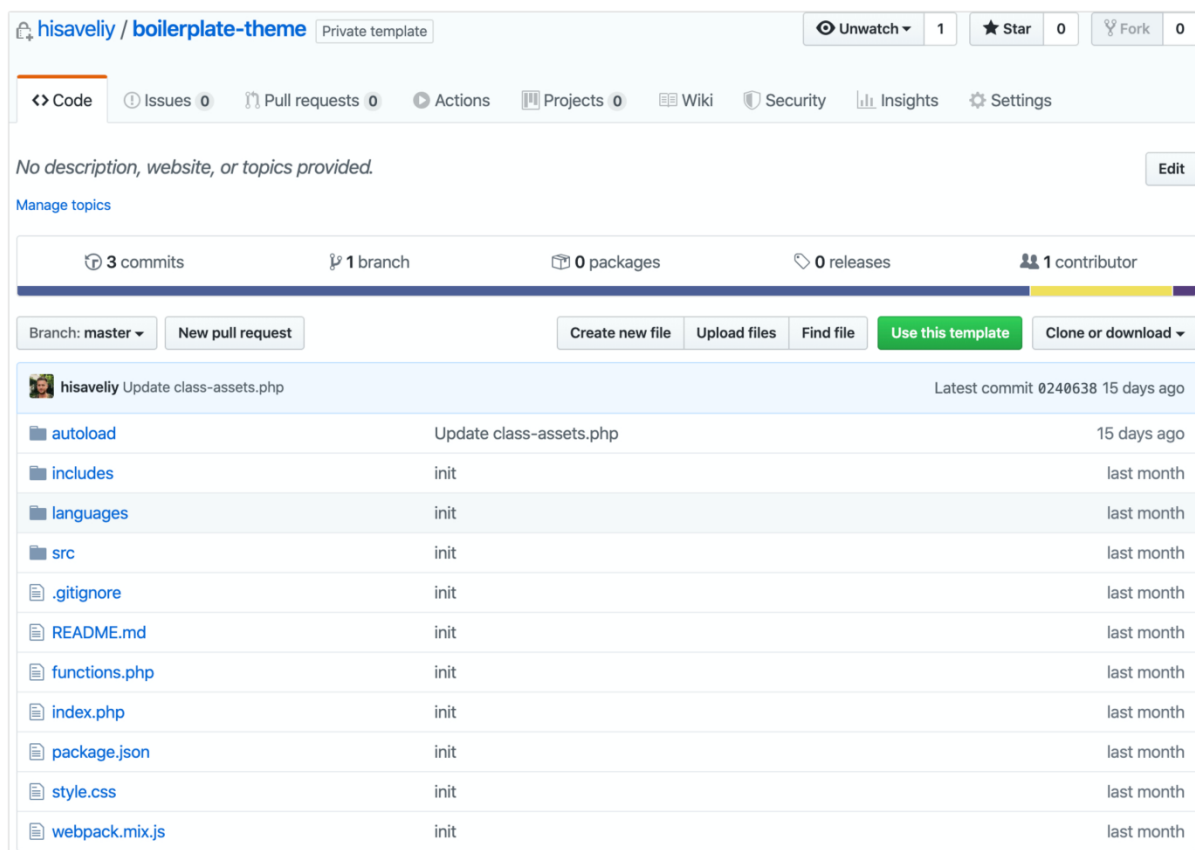 hisaveliy / boilerplate-theme Private template Unwatch 1 Star 0 Fork 0
Code Issues 0 Pull requests 0 Actions Projects 0 Wiki Security Insights Settings
No description, website, or topics provided. Edit
Manage topics
3 commits 1 branch 0 packages 0 releases 1 contributor
Branch: master New pull request Create new file Upload files Find file Use this template Clone or download
hisaveliy Update class-assets.php Latest commit 0240638 15 days ago
autoload Update class-assets.php 15 days ago
includes init last month
languages init last month
src init last month
.gitignore init last month
README.md init last month
functions.php init last month
index.php init last month
package.json init last month
style.css init last month
webpack.mix.js init last month